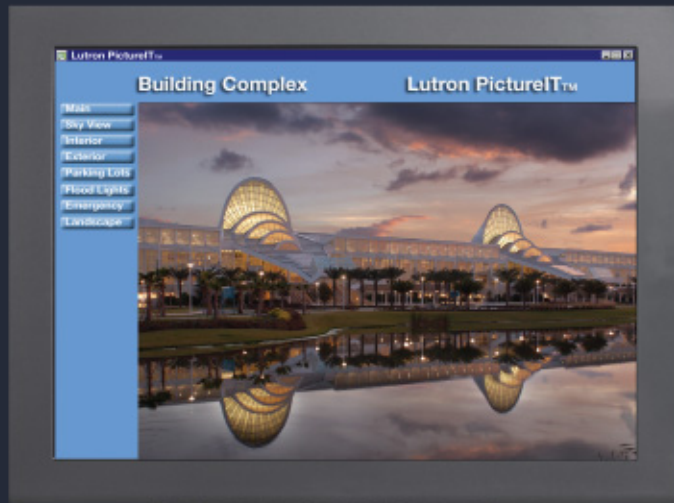 Lutron PictureIT™
Building Complex
Lutron PictureIT™
Main
Sky View
Interior
Exterior
Parking Lots
Flood Lights
Emergency
Landscape